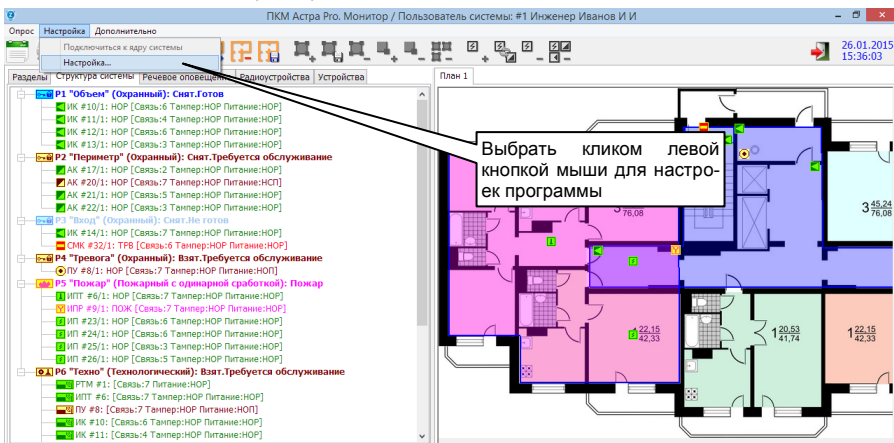 ПКМ Астра Pro. Монитор / Пользователь системы: #1 Инженер Иванов И И
Опрос Настройка Дополнительно
Подключиться к ядру системы
Настройка...
26.01.2015
15:36:03
Разделы Структура системы Речевое оповещение Радиоустройства Устройства
План 1
Р1 "Объем" (Охранный): Снят.Готов
ИК #10/1: НОР [Связь:6 Тампер:НОР Питание:НОР]
ИК #11/1: НОР [Связь:4 Тампер:НОР Питание:НОР]
ИК #12/1: НОР [Связь:6 Тампер:НОР Питание:НОР]
ИК #13/1: НОР [Связь:3 Тампер:НОР Питание:НОР]
Р2 "Периметр" (Охранный): Снят.Требуется обслуживание
АК #17/1: НОР [Связь:2 Тампер:НОР Питание:НОР]
АК #20/1: НОР [Связь:7 Тампер:НОР Питание:НСП]
АК #21/1: НОР [Связь:5 Тампер:НОР Питание:НОР]
АК #22/1: НОР [Связь:3 Тампер:НОР Питание:НОР]
Р3 "Вход" (Охранный): Снят.Не готов
ИК #14/1: НОР [Связь:7 Тампер:НОР Питание:НОР]
СМК #32/1: ТРВ [Связь:6 Тампер:НОР Питание:НОР]
Р4 "Тревога" (Охранный): Взят.Требуется обслуживание
ПУ #8/1: НОР [Связь:7 Тампер:НОР Питание:НОП]
Р5 "Пожар" (Пожарный с одинарной сработкой): Пожар
ИПТ #6/1: НОР [Связь:7 Тампер:НОР Питание:НОР]
ИПР #9/1: ПОЖ [Связь:7 Тампер:НОР Питание:НОР]
ИП #23/1: НОР [Связь:6 Тампер:НОР Питание:НОР]
ИП #24/1: НОР [Связь:6 Тампер:НОР Питание:НОР]
ИП #25/1: НОР [Связь:5 Тампер:НОР Питание:НОР]
ИП #26/1: НОР [Связь:3 Тампер:НОР Питание:НОР]
Р6 "Техно" (Технологический): Взят.Требуется обслуживание
РТМ #1: [Связь:7 Питание:НОР]
ИПТ #6: [Связь:7 Тампер:НОР Питание:НОР]
ПУ #8: [Связь:7 Тампер:НОР Питание:НОП]
ИК #10: [Связь:6 Тампер:НОР Питание:НОР]
ИК #11: [Связь:4 Тампер:НОР Питание:НОР]
Выбрать кликом левой
кнопкой мыши для настро-
ек программы
3 76,08
3 45,24 76,08
1 22,15 42,33
1 20,53 41,74
1 22,15 42,33